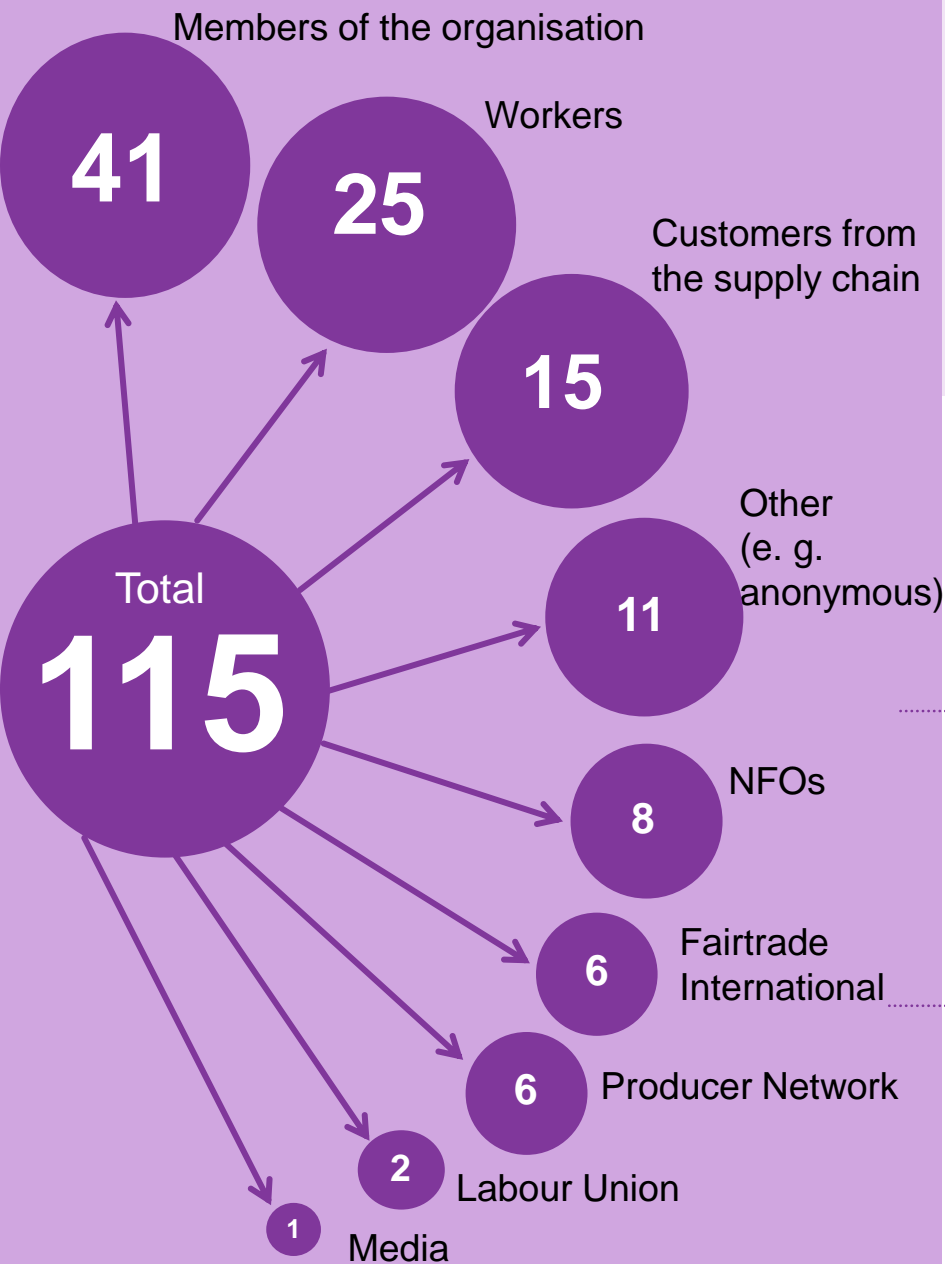 Members of the organisation
41
Workers
25
Customers from
the supply chain
15
Other
(e. g.
anonymous)
11
Total
115
NFOs
8
Fairtrade
International
6
Producer Network
6
Labour Union
2
Media
1